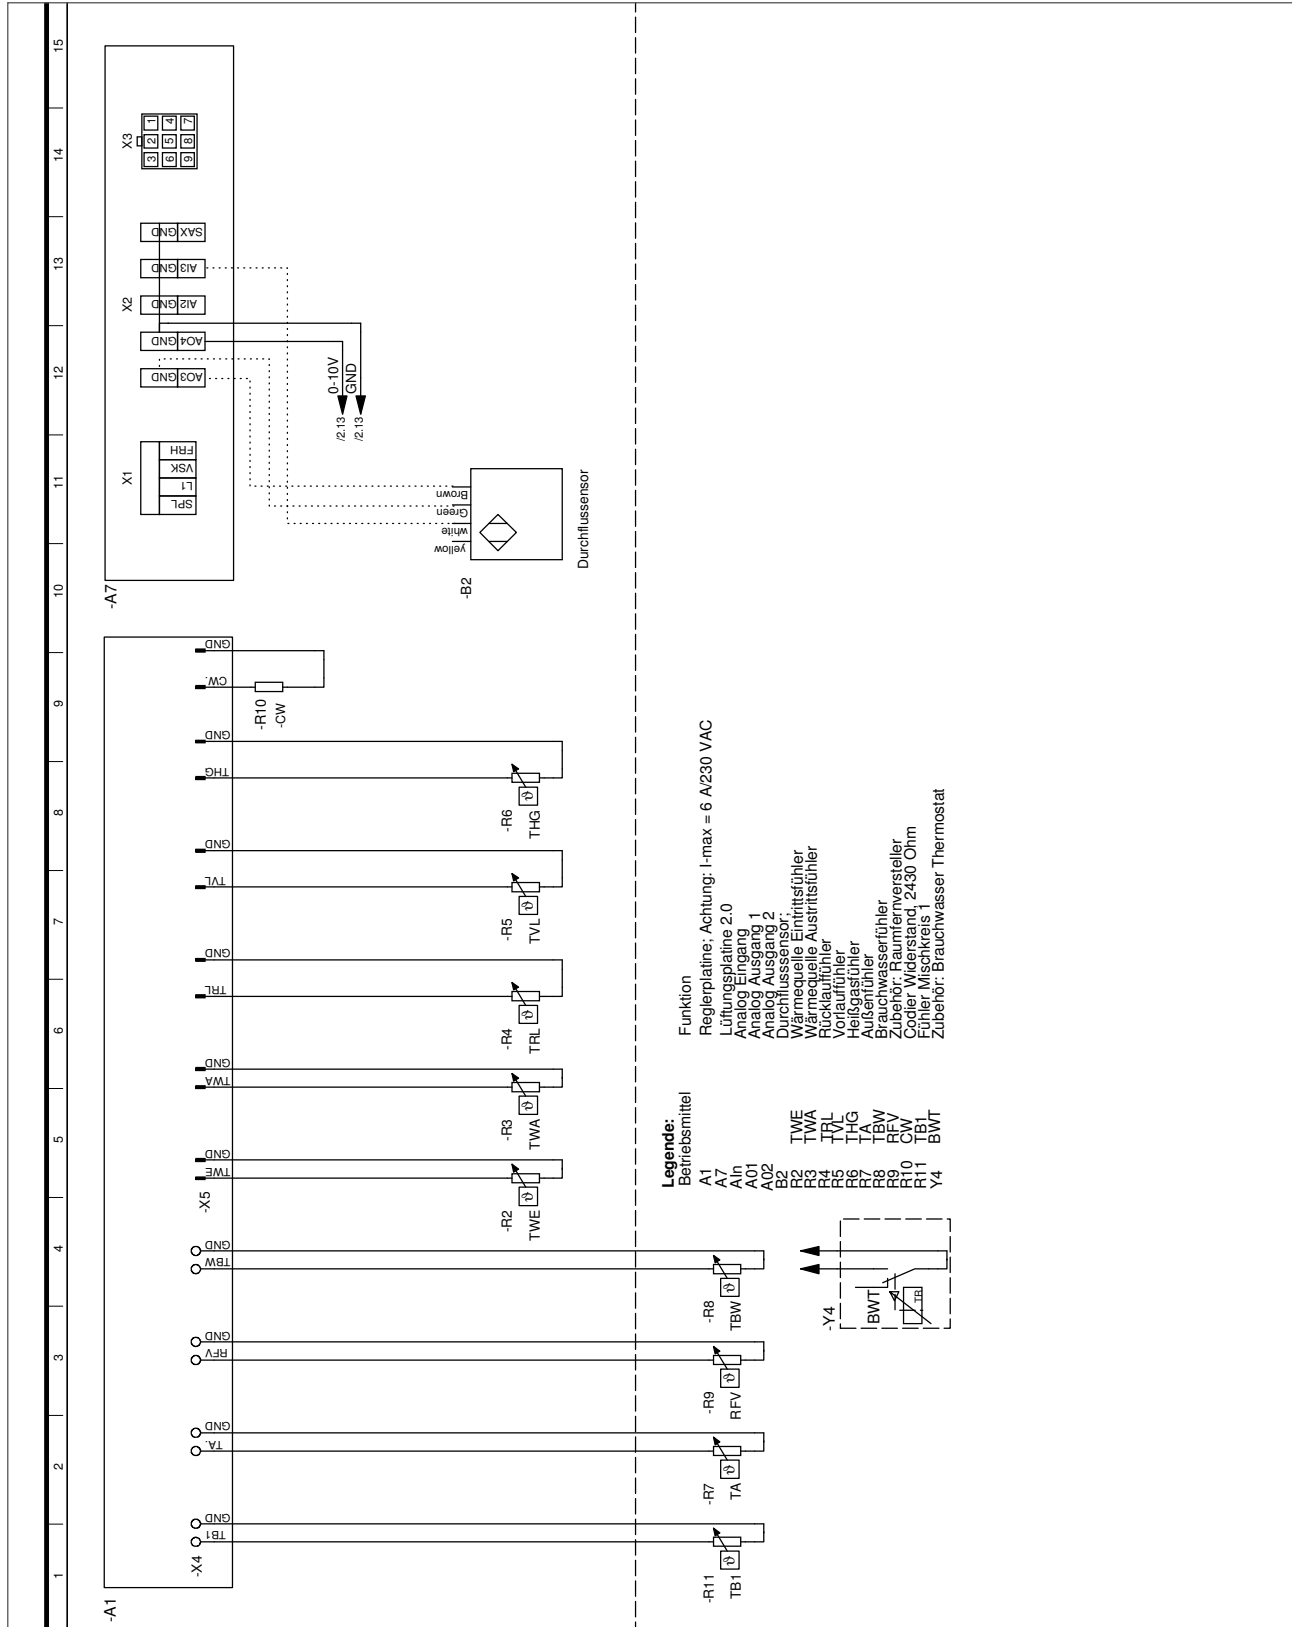 1 2 3 4 5 6 7 8 9 10 11 12 13 14 15
-A1
-X4
TB1 GND
TA. GND
RFV GND
TBW GND
-X5
TWE GND
TWA GND
TRL GND
TVL GND
THG GND
CW. GND
-R10
-CW
-R2
TWE
-R3
TWA
-R4
TRL
-R5
TVL
-R6
THG
-R11
TB1
-R7
TA
-R9
RFV
-R8
TBW
ϑ
ϑ
ϑ
ϑ
ϑ
ϑ
ϑ
ϑ
ϑ
-Y4
BWT
TR
-A7
X1
SPL
L1
VSK
FRH
X2
GND AO3
GND AO4
GND AI2
GND AI3
GND SAX
X3
3 2 1
6 5 4
9 8 7
0-10V
GND
/2.13
/2.13
-B2
yellow
white
Green
Brown
Durchflussensor
Legende:
Betriebsmittel Funktion
A1 Reglerplatine; Achtung: I-max = 6 A/230 VAC
A7 Lüftungsplatine 2.0
AIn Analog Eingang
A01 Analog Ausgang 1
A02 Analog Ausgang 2
B2 Durchflusssensor;
R2 TWE Wärmequelle Eintrittsfühler
R3 TWA Wärmequelle Austrittsfühler
R4 TRL Rücklauffühler
R5 TVL Vorlauffühler
R6 THG Heißgasfühler
R7 TA Außenfühler
R8 TBW Brauchwasserfühler
R9 RFV Zubehör: Raumfernversteller
R10 CW Codier Widerstand, 2430 Ohm
R11 TB1 Fühler Mischkreis 1
Y4 BWT Zubehör: Brauchwasser Thermostat